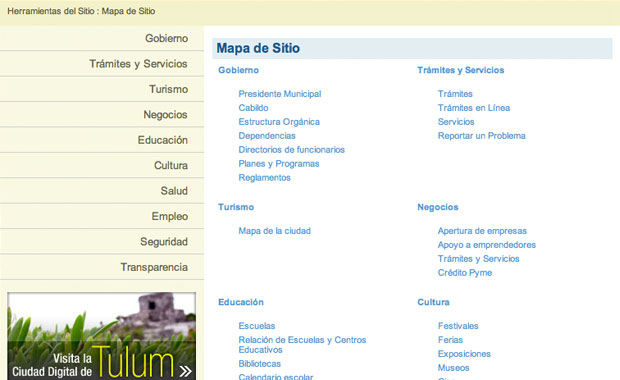 Herramientas del Sitio : Mapa de Sitio
Gobierno
Trámites y Servicios
Turismo
Negocios
Educación
Cultura
Salud
Empleo
Seguridad
Transparencia
Visita la
Ciudad Digital de Tulum »
Mapa de Sitio
Gobierno
Presidente Municipal
Cabildo
Estructura Orgánica
Dependencias
Directorios de funcionarios
Planes y Programas
Reglamentos
Trámites y Servicios
Trámites
Trámites en Línea
Servicios
Reportar un Problema
Turismo
Mapa de la ciudad
Negocios
Apertura de empresas
Apoyo a emprendedores
Trámites y Servicios
Crédito Pyme
Educación
Escuelas
Relación de Escuelas y Centros
Educativos
Bibliotecas
Calendario escolar
Cultura
Festivales
Ferias
Exposiciones
Museos